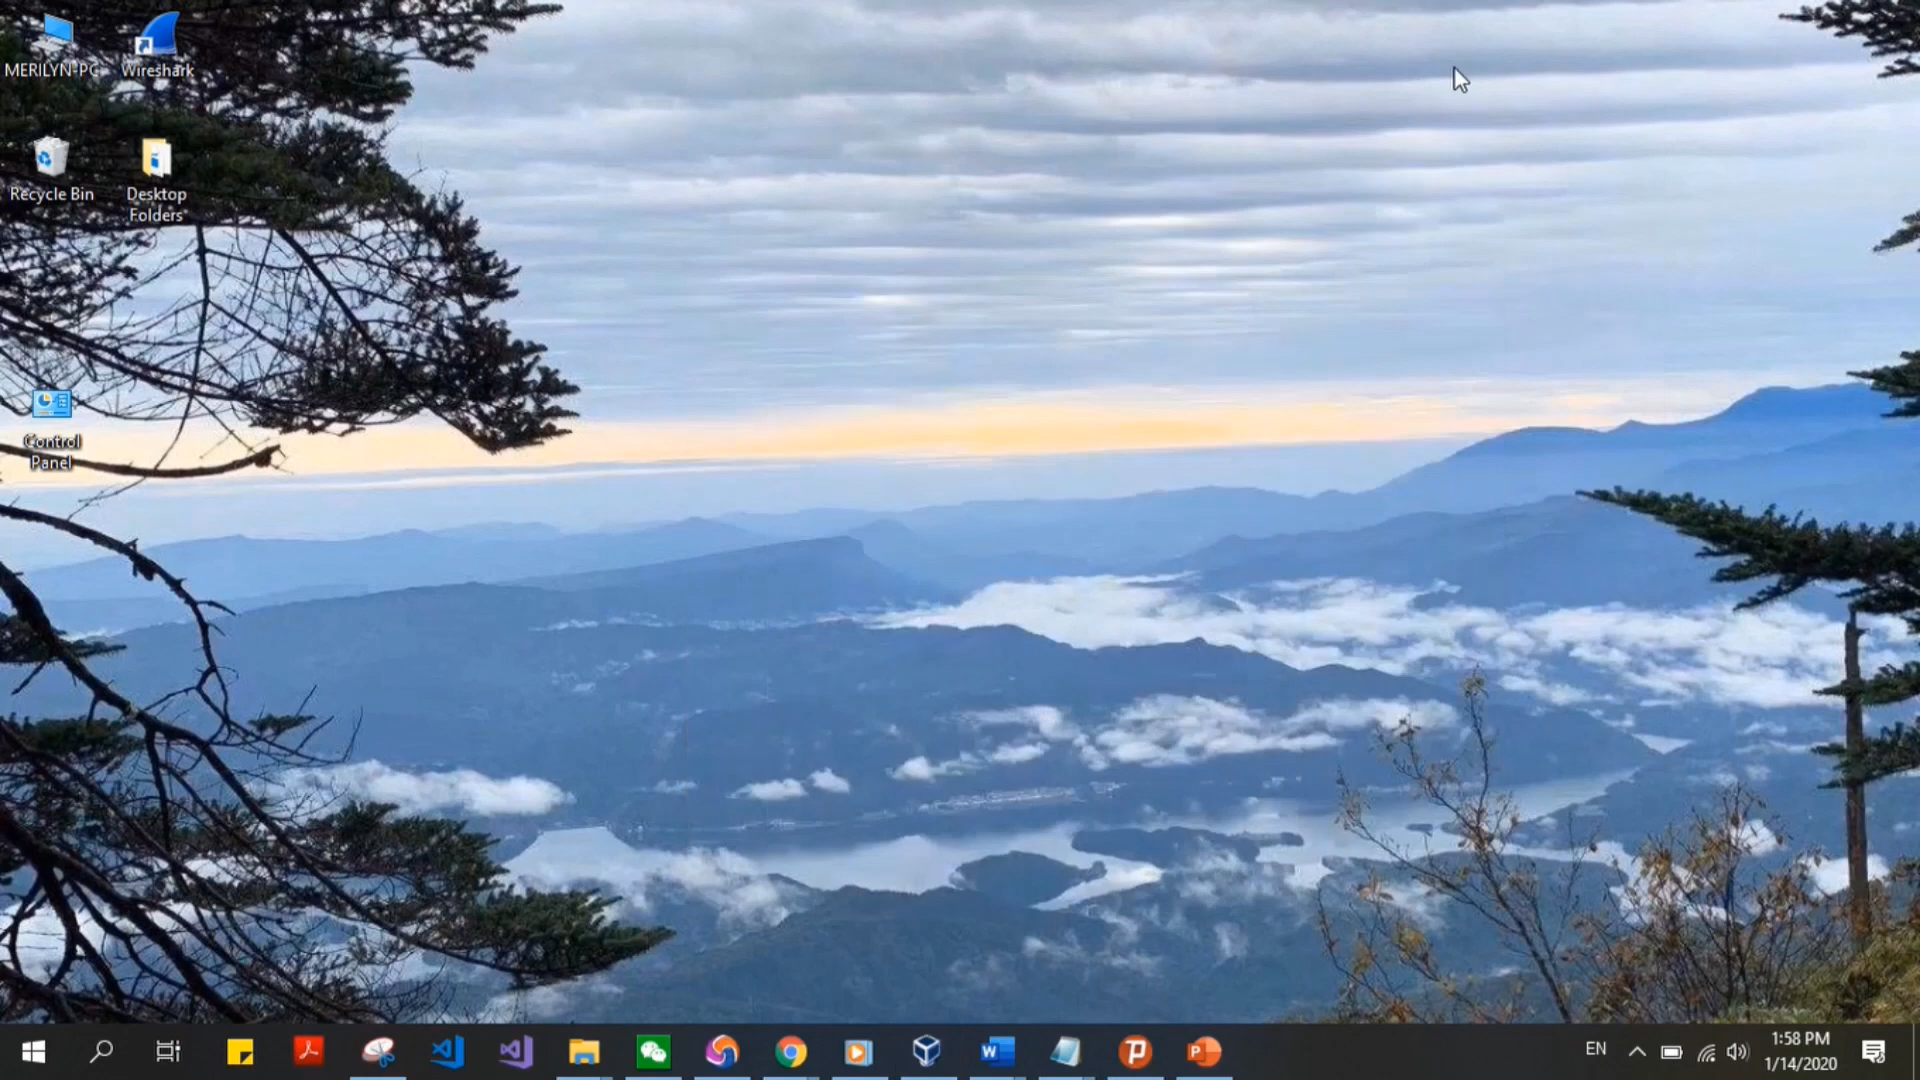 MERILYN-PC
Wireshark
Recycle Bin
Desktop
Folders
Control
Panel
EN
1:58 PM
1/14/2020